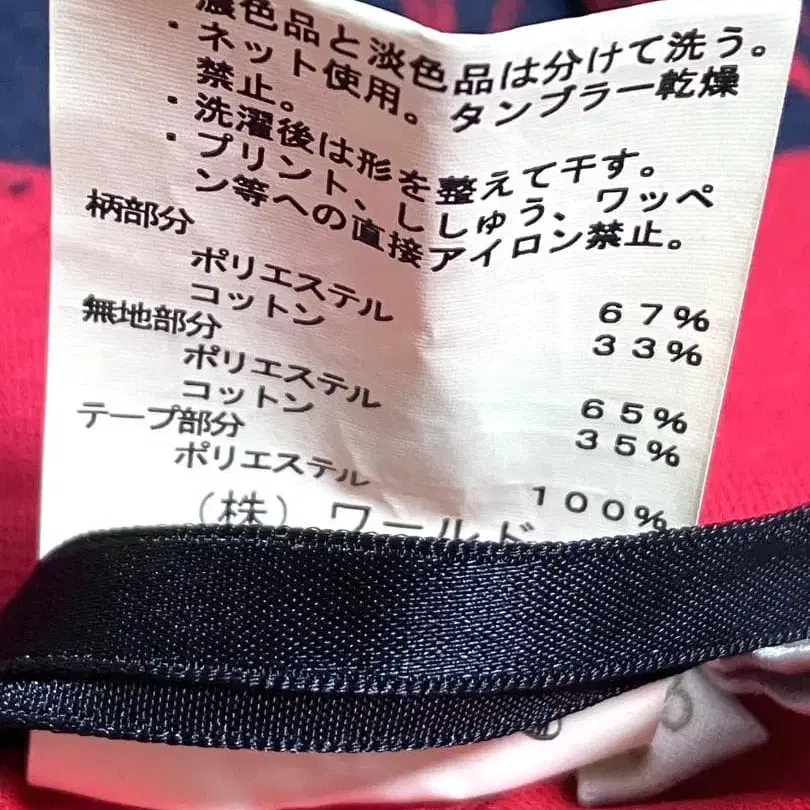 濃色品と淡色品は分けて洗う。
・ネット使用。タンブラー乾燥
禁止。
・洗濯後は形を整えて干す。
・プリント、ししゅう、ワッペ
ン等への直接アイロン禁止。
柄部分
ポリエステル 67%
コットン 33%
無地部分
ポリエステル 65%
コットン 35%
テープ部分
ポリエステル 100%
(株)ワールド